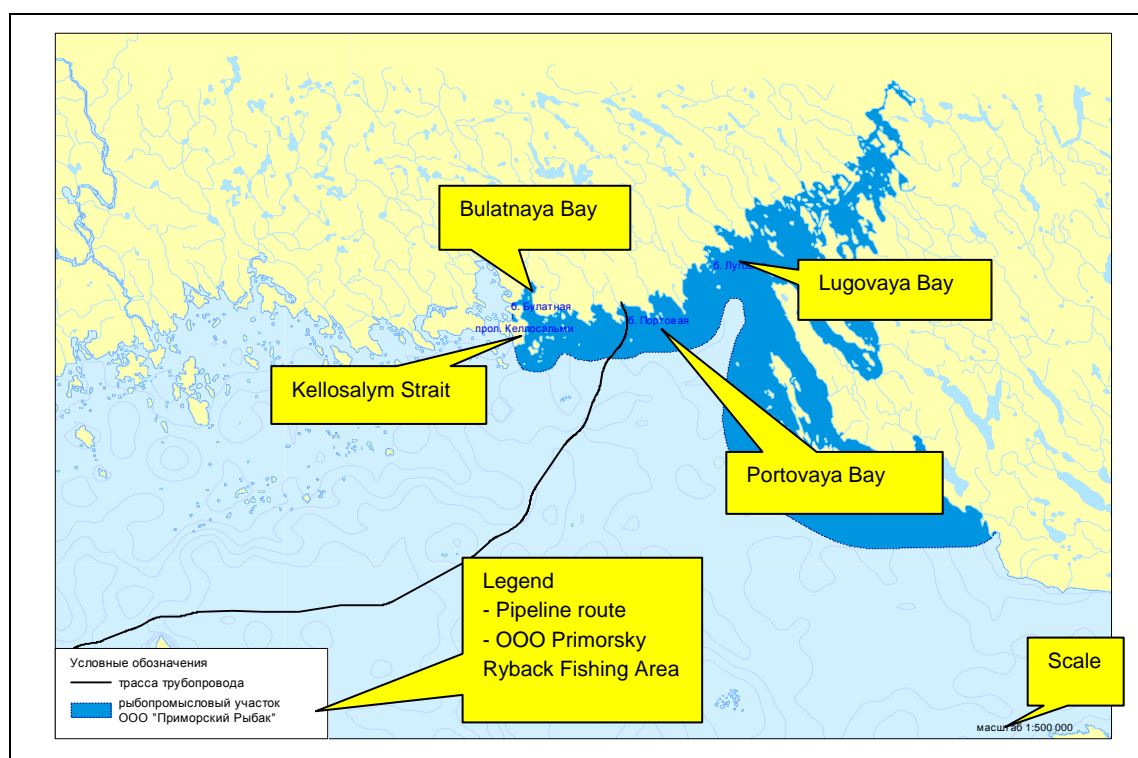 Bulatnaya Bay
б. Лугов
Lugovaya Bay
б. Булатная
б. Портовая
прол. Келлосальми
Kellosalym Strait
Portovaya Bay
Legend
- Pipeline route
- OOO Primorsky
Ryback Fishing Area
Scale
Условные обозначения
трасса трубопровода
рыбопромысловый участок
ООО "Приморский Рыбак"
масштаб 1:500 000